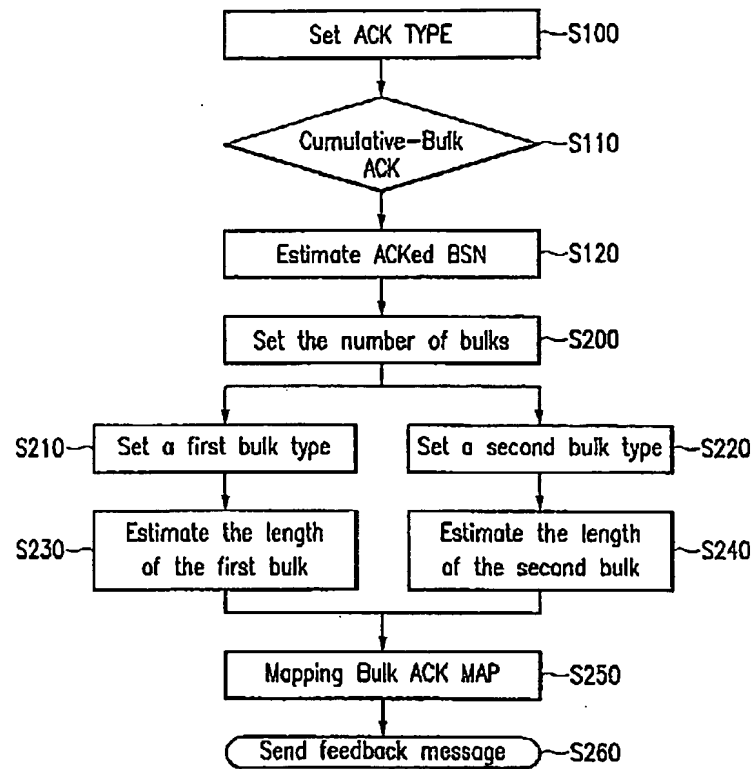 Set ACK TYPE
S100
Cumulative-Bulk
ACK
S110
Estimate ACKed BSN
S120
Set the number of bulks
S200
S210
Set a first bulk type
Set a second bulk type
S220
S230
Estimate the length
of the first bulk
Estimate the length
of the second bulk
S240
Mapping Bulk ACK MAP
S250
Send feedback message
S260